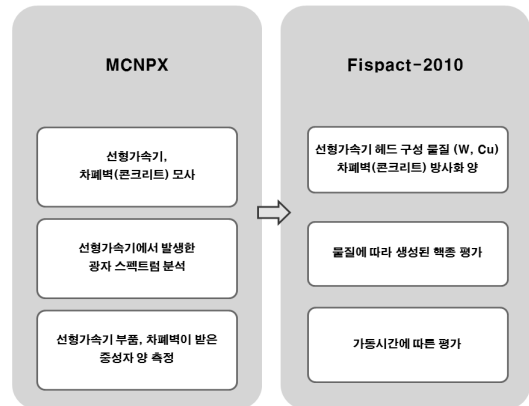 MCNPX
선형가속기,
차폐벽(콘크리트) 모사
선형가속기에서 발생한
광자 스펙트럼 분석
선형가속기 부품, 차폐벽이 받은
중성자 양 측정
Fispact-2010
선형가속기 헤드 구성 물질 (W, Cu)
차폐벽(콘크리트) 방사화 양
물질에 따라 생성된 핵종 평가
가동시간에 따른 평가